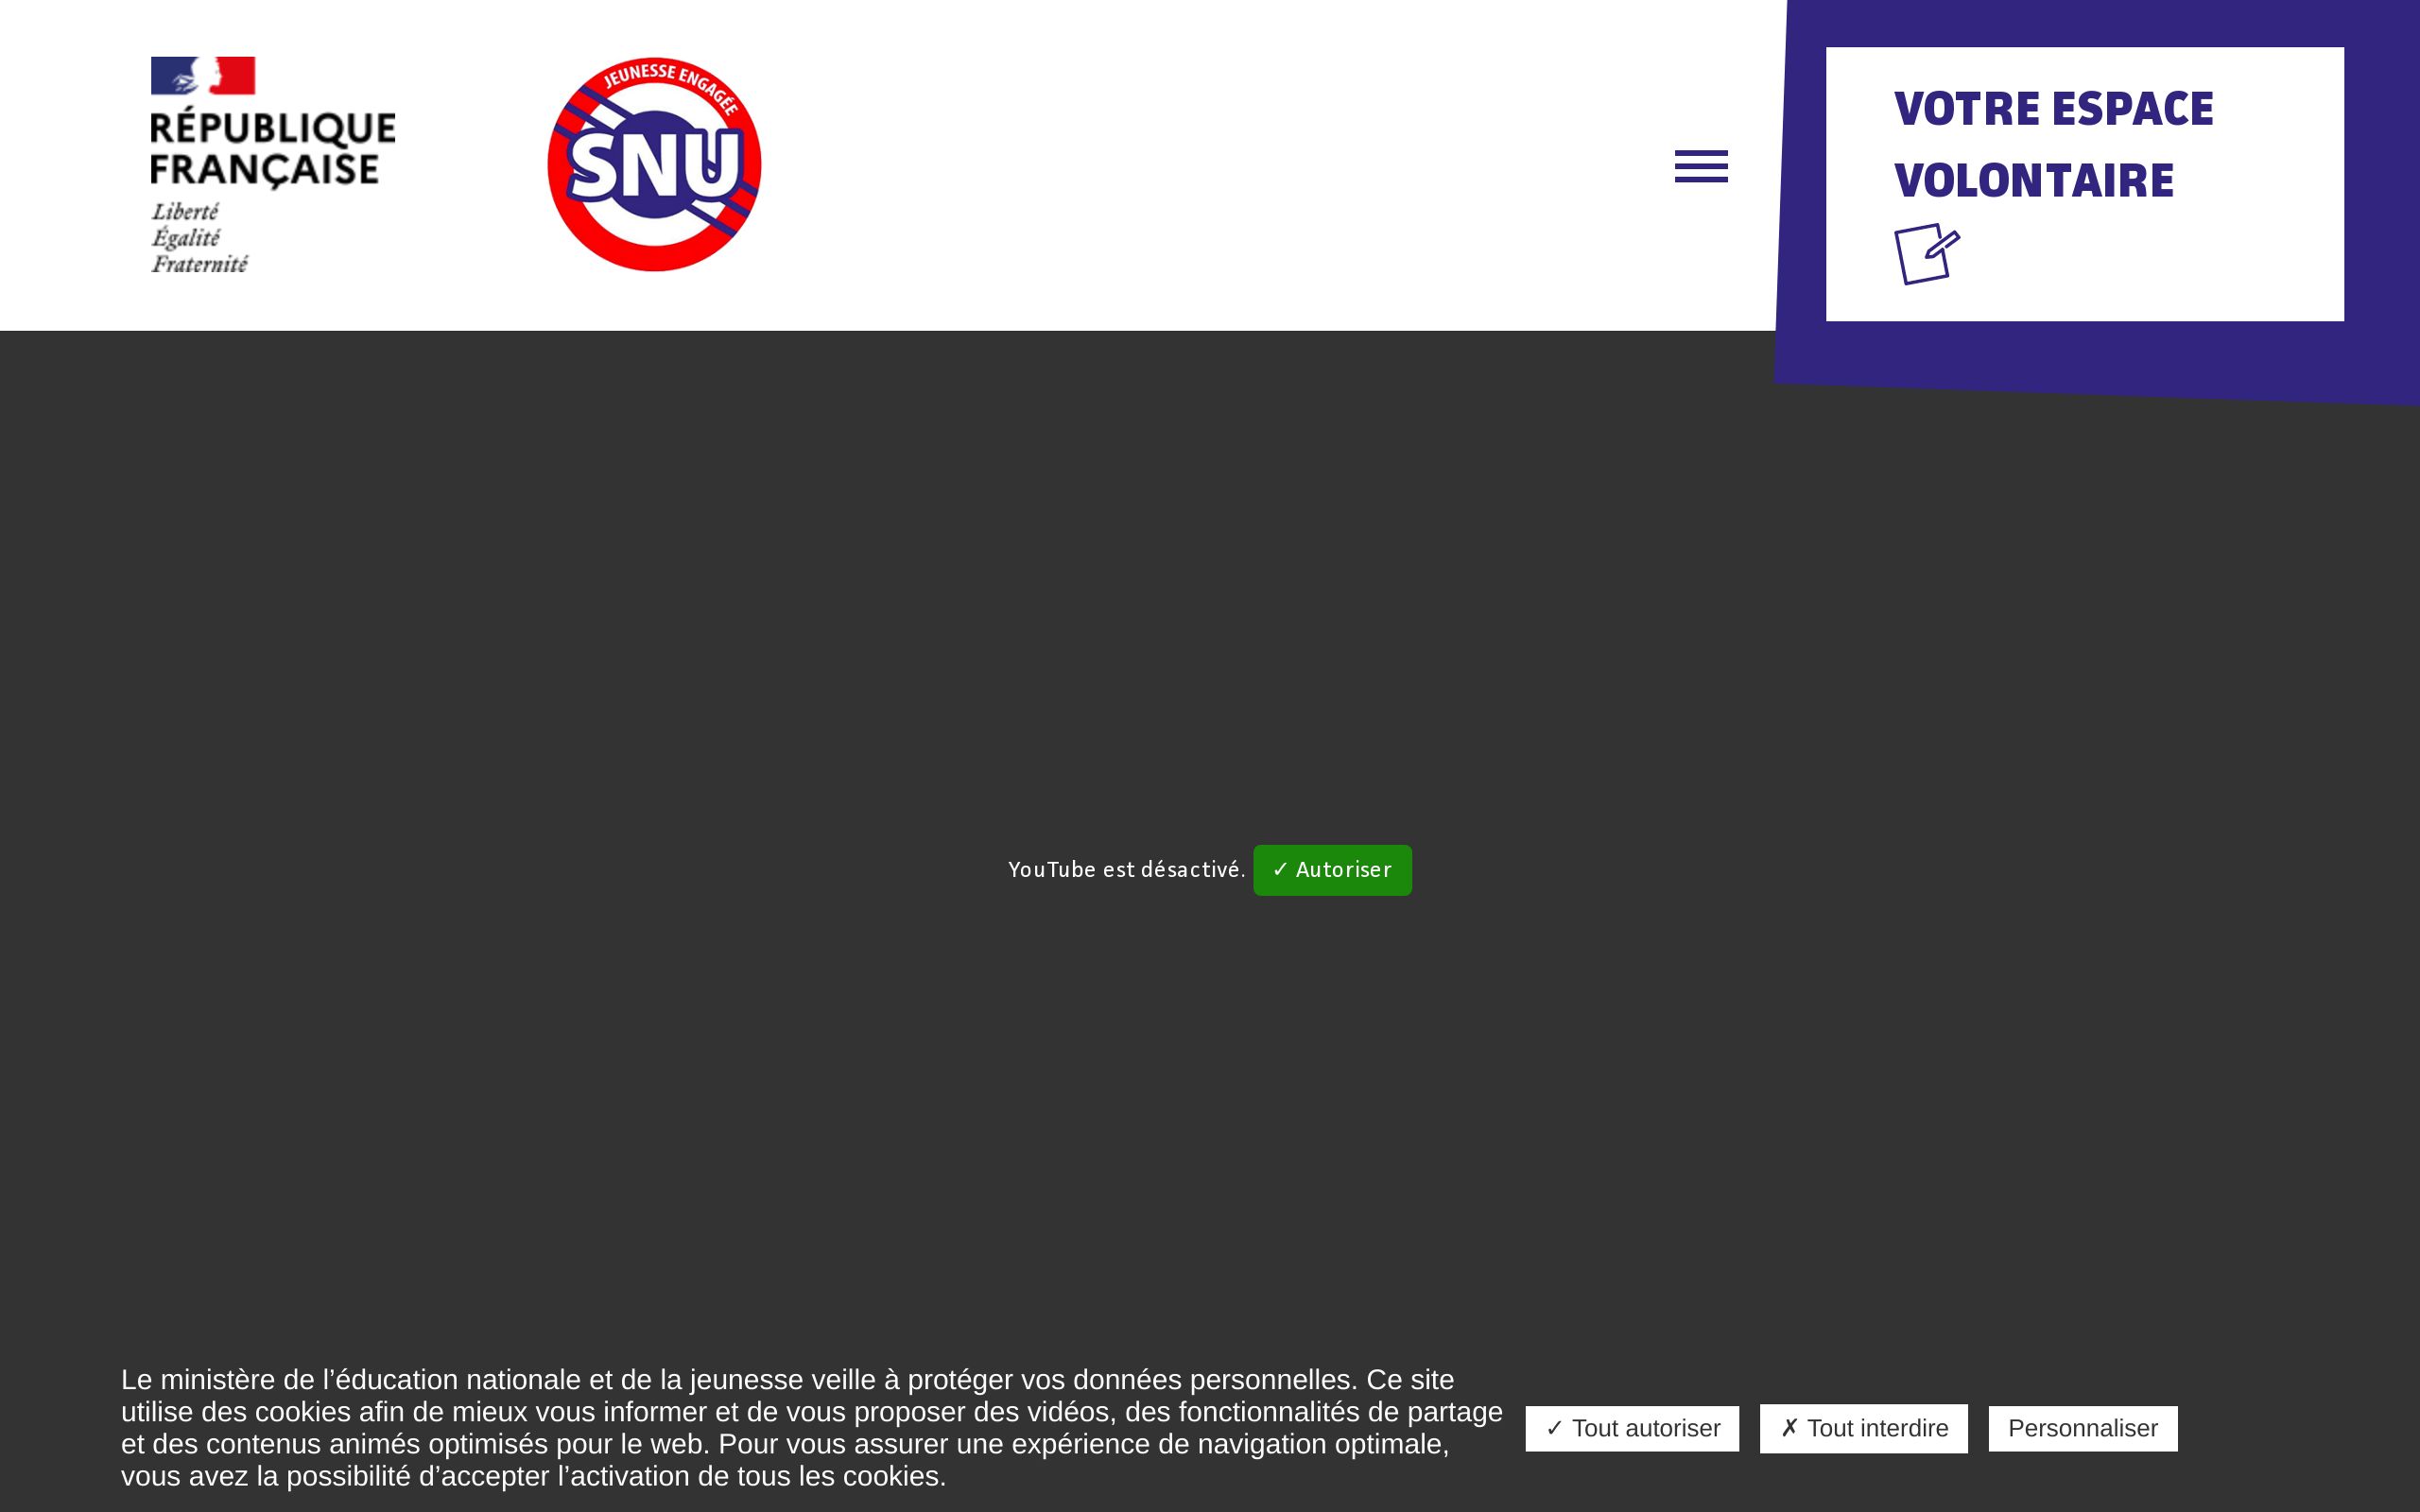 RÉPUBLIQUE
FRANÇAISE
Liberté
Égalité
Fraternité
JEUNESSE ENGAGÉE
SNU
VOTRE ESPACE
VOLONTAIRE
YouTube est désactivé. ✓ Autoriser
Le ministère de l’éducation nationale et de la jeunesse veille à protéger vos données personnelles. Ce site
utilise des cookies afin de mieux vous informer et de vous proposer des vidéos, des fonctionnalités de partage
et des contenus animés optimisés pour le web. Pour vous assurer une expérience de navigation optimale,
vous avez la possibilité d’accepter l’activation de tous les cookies.
✓ Tout autoriser ✗ Tout interdire Personnaliser